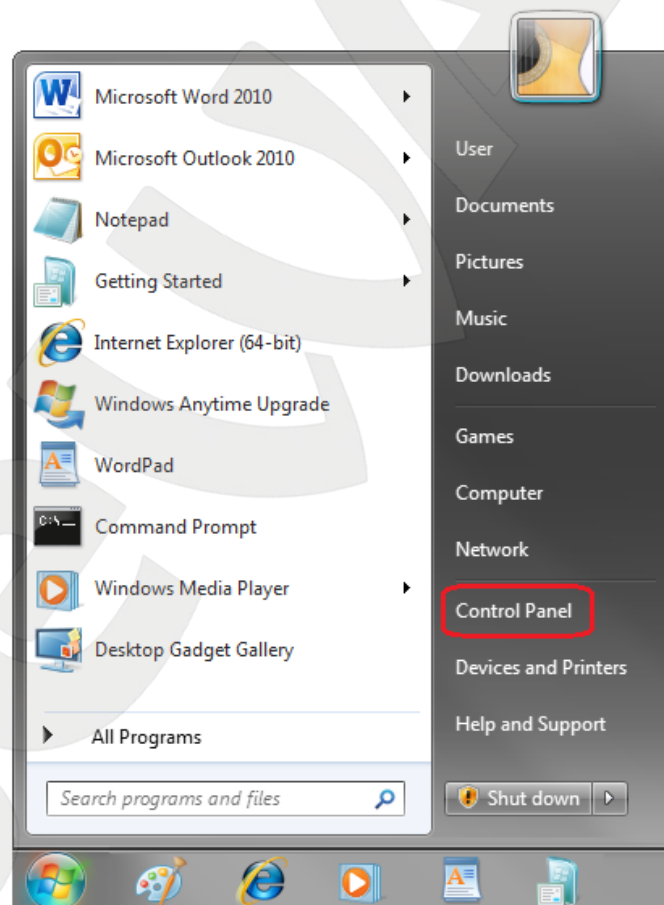 Microsoft Word 2010
Microsoft Outlook 2010
Notepad
Getting Started
Internet Explorer (64-bit)
Windows Anytime Upgrade
WordPad
C:\
Command Prompt
Windows Media Player
Desktop Gadget Gallery
All Programs
Search programs and files
User
Documents
Pictures
Music
Downloads
Games
Computer
Network
Control Panel
Devices and Printers
Help and Support
Shut down